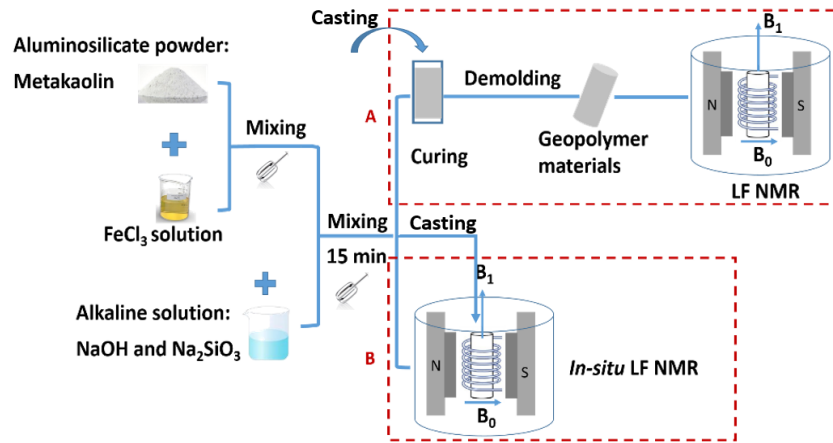 Aluminosilicate powder:
Metakaolin
Mixing
FeCl₃ solution
Alkaline solution:
NaOH and Na₂SiO₃
Mixing
15 min
Casting
A
Curing
Demolding
Geopolymer
materials
B₁
N
S
B₀
LF NMR
Casting
B
B₁
N
S
B₀
In-situ LF NMR